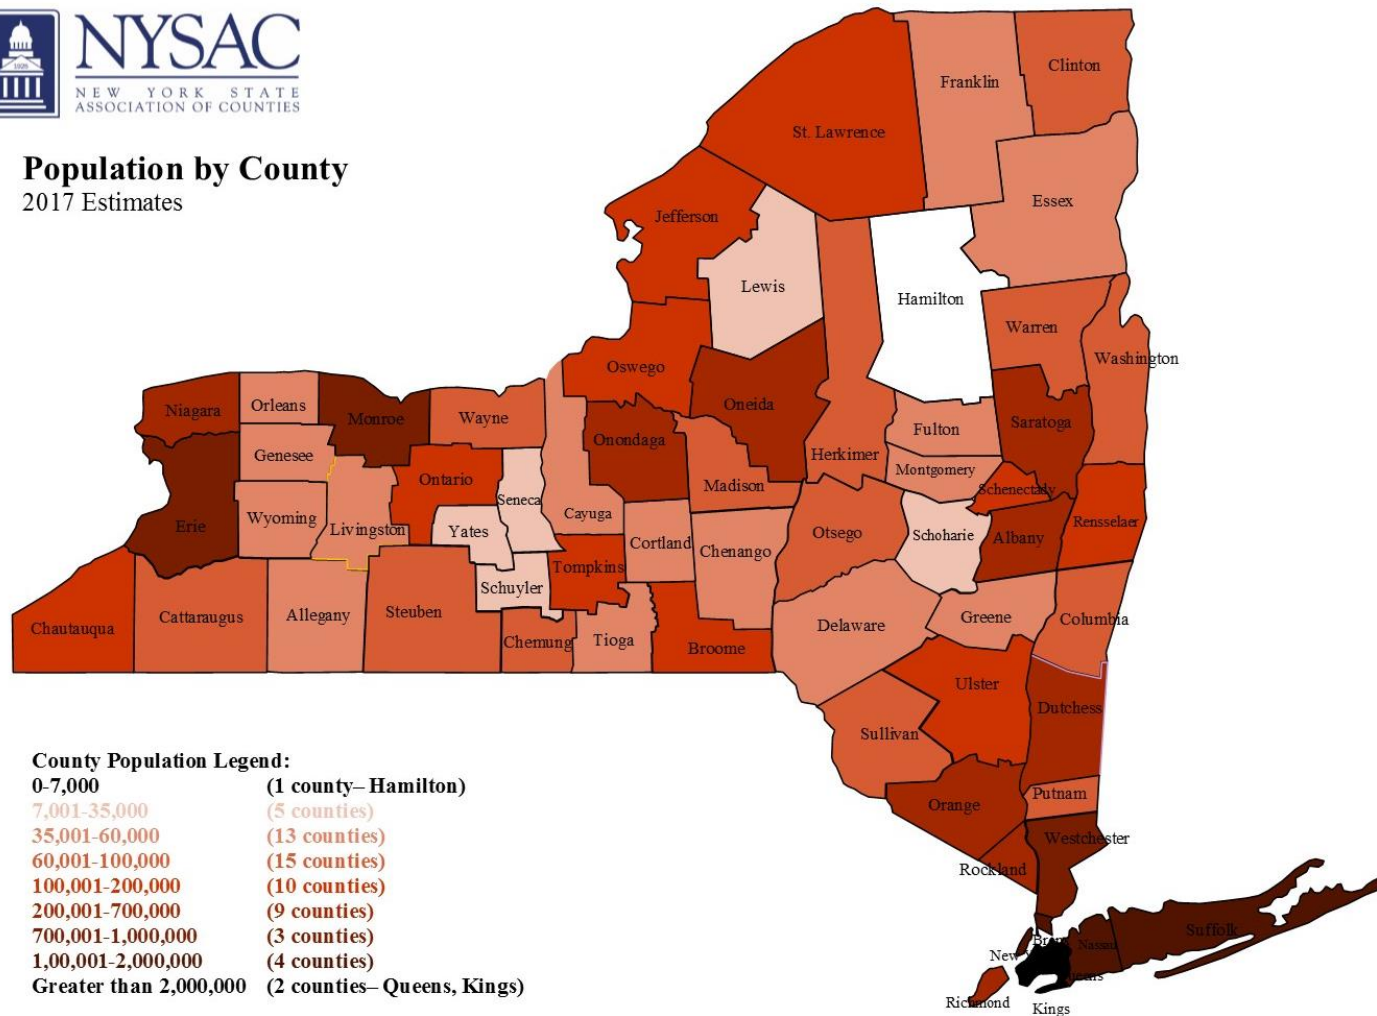 1925
NYSAC
NEW YORK STATE
ASSOCIATION OF COUNTIES
Population by County
2017 Estimates
Clinton
Franklin
St. Lawrence
Essex
Jefferson
Lewis
Hamilton
Warren
Washington
Oswego
Oneida
Niagara
Orleans
Monroe
Wayne
Saratoga
Fulton
Onondaga
Genesee
Herkimer
Montgomery
Ontario
Madison
Schenectady
Seneca
Cayuga
Wyoming
Livingston
Yates
Erie
Otsego
Schoharie
Albany
Rensselaer
Cortland
Chenango
Tompkins
Schuyler
Chautauqua
Cattaraugus
Allegany
Steuben
Chemung
Tioga
Broome
Delaware
Greene
Columbia
Ulster
Dutchess
Sullivan
Orange
Putnam
Westchester
Rockland
Suffolk
Nassau
New
Richmond
Kings
County Population Legend:
0-7,000 (1 county– Hamilton)
7,001-35,000 (5 counties)
35,001-60,000 (13 counties)
60,001-100,000 (15 counties)
100,001-200,000 (10 counties)
200,001-700,000 (9 counties)
700,001-1,000,000 (3 counties)
1,00,001-2,000,000 (4 counties)
Greater than 2,000,000 (2 counties– Queens, Kings)